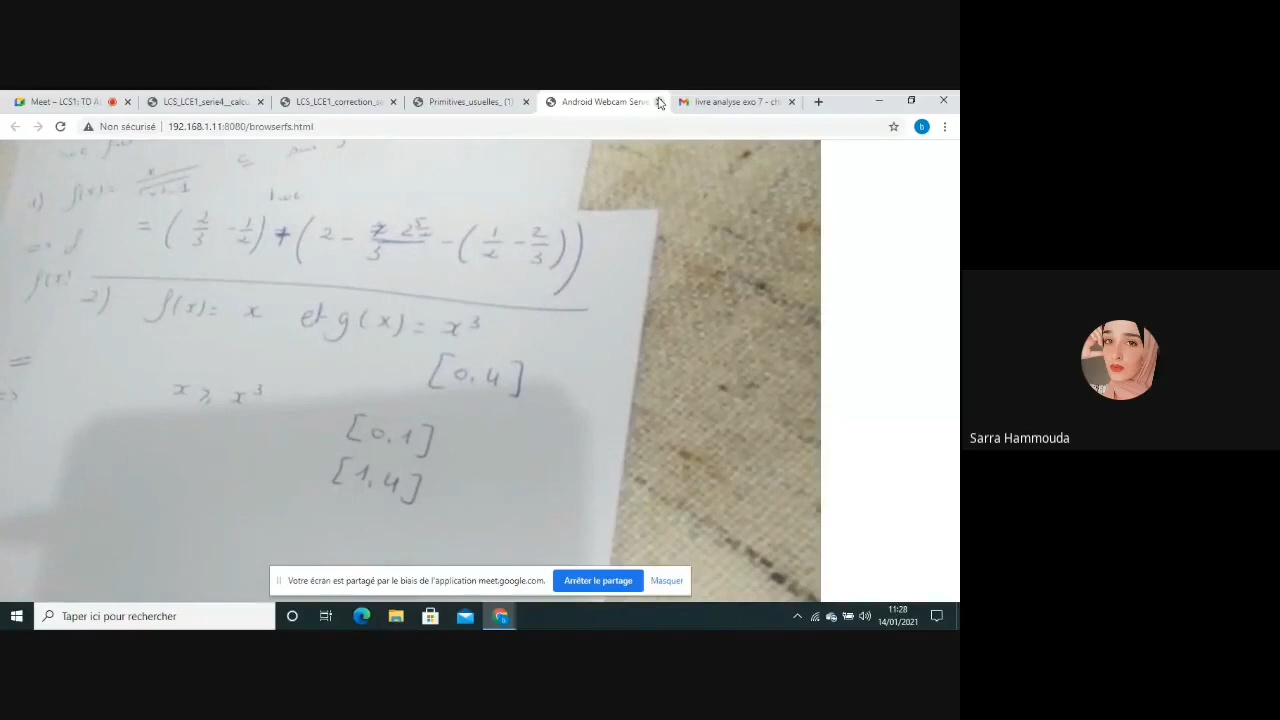 Meet – LCS1: TD A
LCS_LCE1_serie4__calcu
LCS_LCE1_correction_se
Primitives_usuelles_ (1)
Android Webcam Serve
livre analyse exo 7 - ch
Non sécurisé
192.168.1.11:8080/browserfs.html
b
1) f(x)= x
= ( 2/3 - 1/2 ) + ( 2 - 2^{5/2}/3 - ( 1/2 - 2/3 ) )
f(x)
2) f(x)= x et g(x)= x³
[0,4]
x ≥ x³
[0,1]
[1,4]
Sarra Hammouda
Votre écran est partagé par le biais de l'application meet.google.com.
Arrêter le partage
Masquer
Taper ici pour rechercher
11:28
14/01/2021